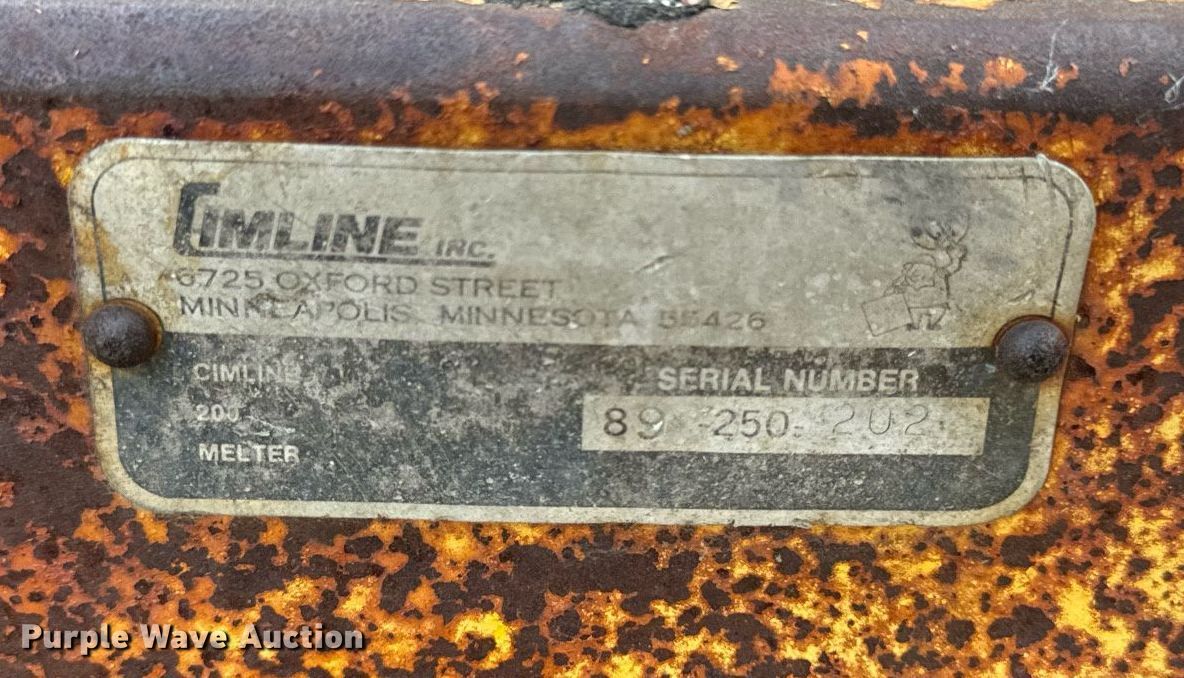 CIMLINE INC.
6725 OXFORD STREET
MINNEAPOLIS, MINNESOTA 55426
CIMLINE
200
MELTER
SERIAL NUMBER
89 -250- 202
Purple Wave Auction